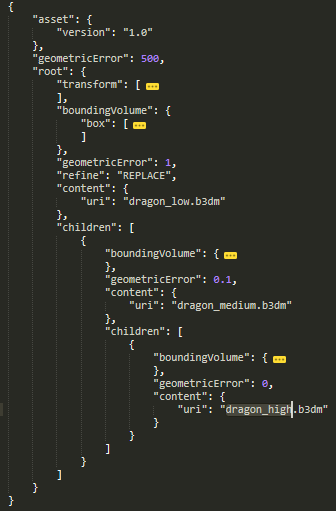 {
    "asset": {
        "version": "1.0"
    },
    "geometricError": 500,
    "root": {
        "transform": [ ...
        ],
        "boundingVolume": {
            "box": [ ...
            ]
        },
        "geometricError": 1,
        "refine": "REPLACE",
        "content": {
            "uri": "dragon_low.b3dm"
        },
        "children": [
            {
                "boundingVolume": { ...
                },
                "geometricError": 0.1,
                "content": {
                    "uri": "dragon_medium.b3dm"
                },
                "children": [
                    {
                        "boundingVolume": { ...
                        },
                        "geometricError": 0,
                        "content": {
                            "uri": "dragon_high.b3dm"
                        }
                    }
                ]
            }
        ]
    }
}